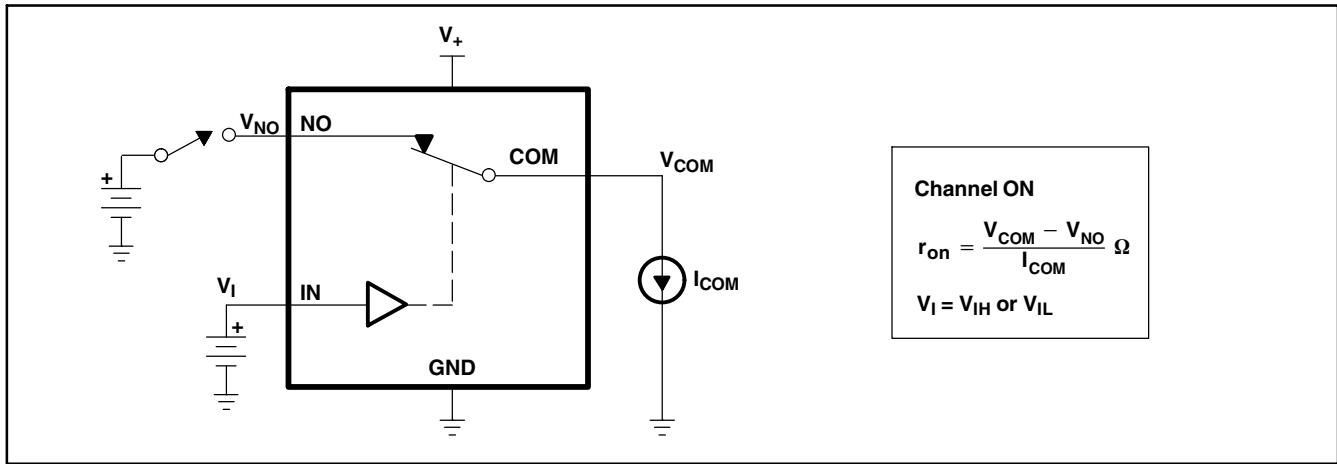 V+
VNO
NO
COM
VCOM
+
VI
IN
+
ICOM
GND
Channel ON
ron = VCOM − VNO / ICOM Ω
VI = VIH or VIL